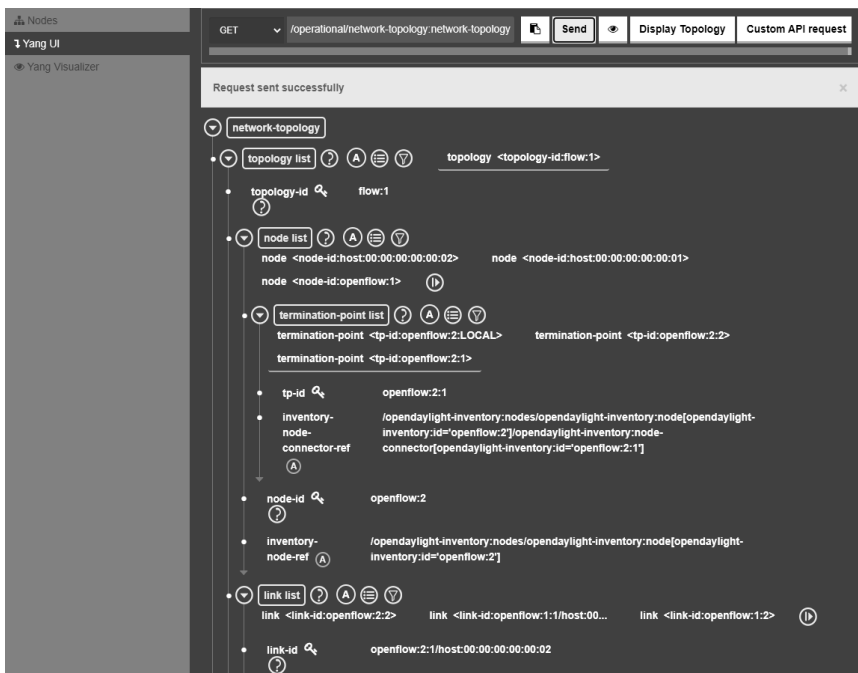 Nodes
Yang UI
Yang Visualizer
GET /operational/network-topology:network-topology Send Display Topology Custom API request
Request sent successfully ×
network-topology
topology list ? A topology <topology-id:flow:1>
topology-id flow:1
?
node list ? A
node <node-id:host:00:00:00:00:00:02> node <node-id:host:00:00:00:00:00:01>
node <node-id:openflow:1>
termination-point list ? A
termination-point <tp-id:openflow:2:LOCAL> termination-point <tp-id:openflow:2:2>
termination-point <tp-id:openflow:2:1>
tp-id openflow:2:1
inventory- /opendaylight-inventory:nodes/opendaylight-inventory:node[opendaylight-
node- inventory:id='openflow:2']/opendaylight-inventory:node-
connector-ref connector[opendaylight-inventory:id='openflow:2:1']
A
node-id openflow:2
?
inventory- /opendaylight-inventory:nodes/opendaylight-inventory:node[opendaylight-
node-ref A inventory:id='openflow:2']
link list ? A
link <link-id:openflow:2:2> link <link-id:openflow:1:1/host:00... link <link-id:openflow:1:2>
link-id openflow:2:1/host:00:00:00:00:00:02
?